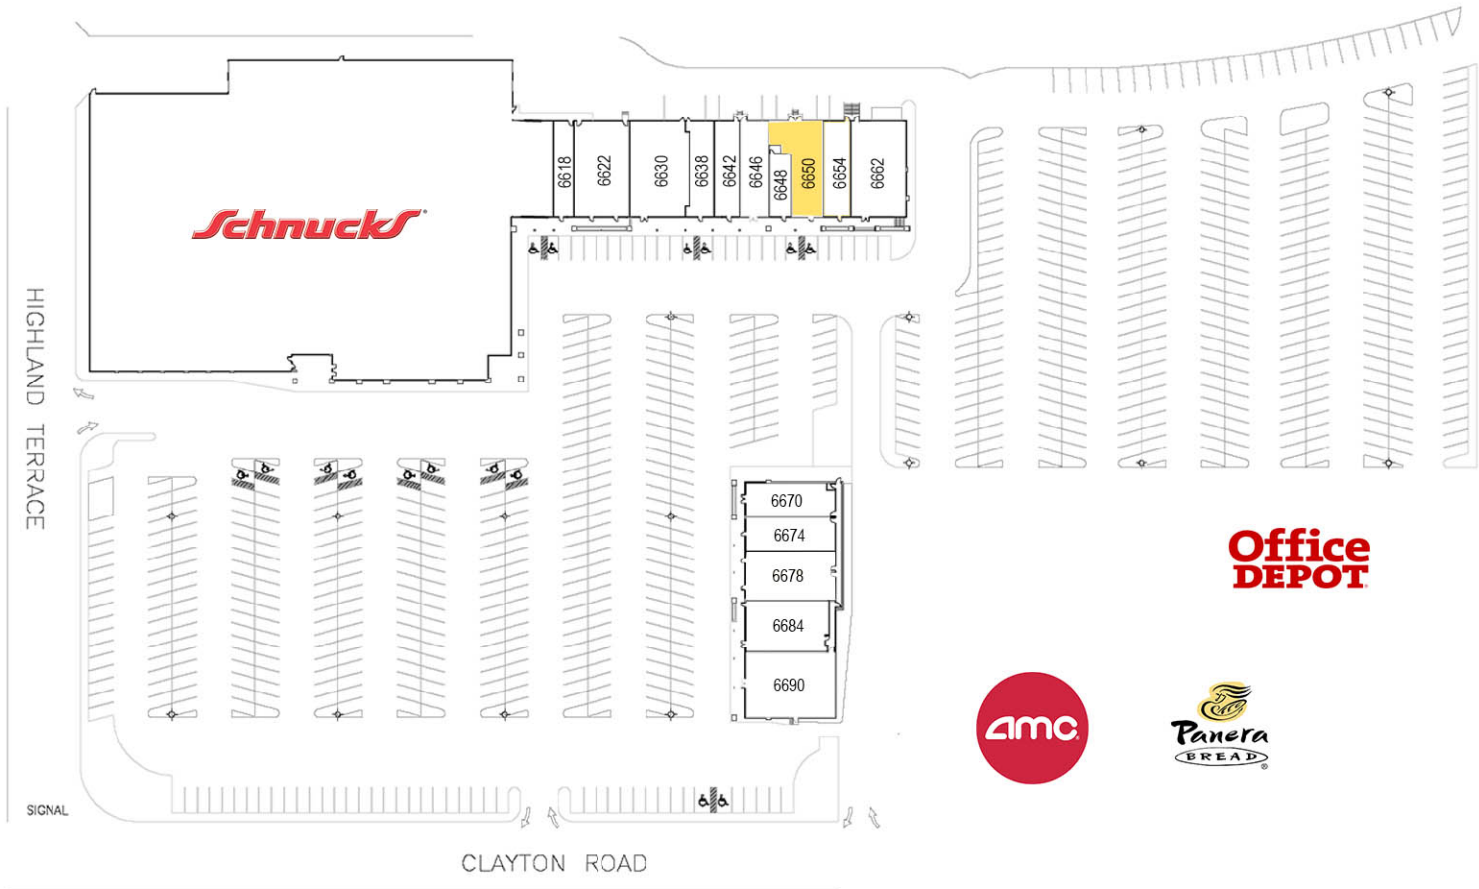 Schnucks
6618
6622
6630
6638
6642
6646
6648
6650
6654
6662
HIGHLAND TERRACE
6670
6674
6678
6684
6690
Office
DEPOT
amc
Panera
BREAD®
SIGNAL
CLAYTON ROAD